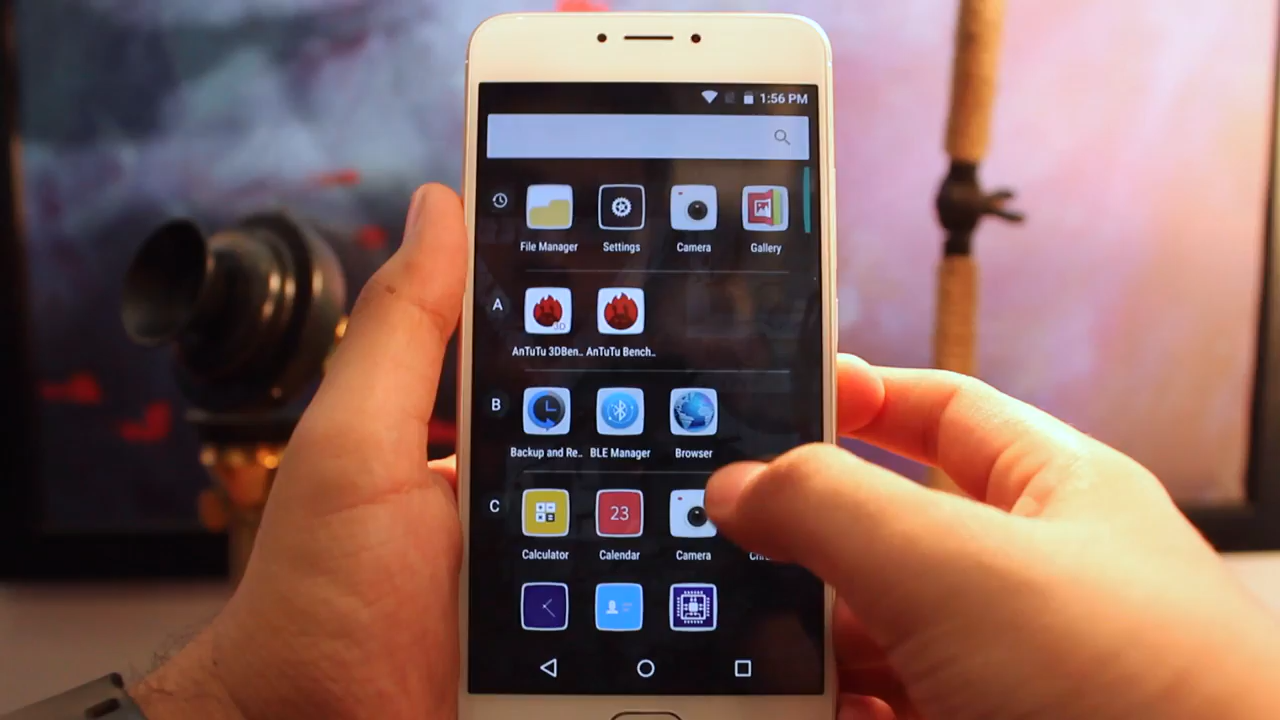 1:56 PM
File Manager Settings Camera Gallery
A
3D
AnTuTu 3DBen.. AnTuTu Bench..
B
Backup and Re.. BLE Manager Browser
C
23
Calculator Calendar Camera